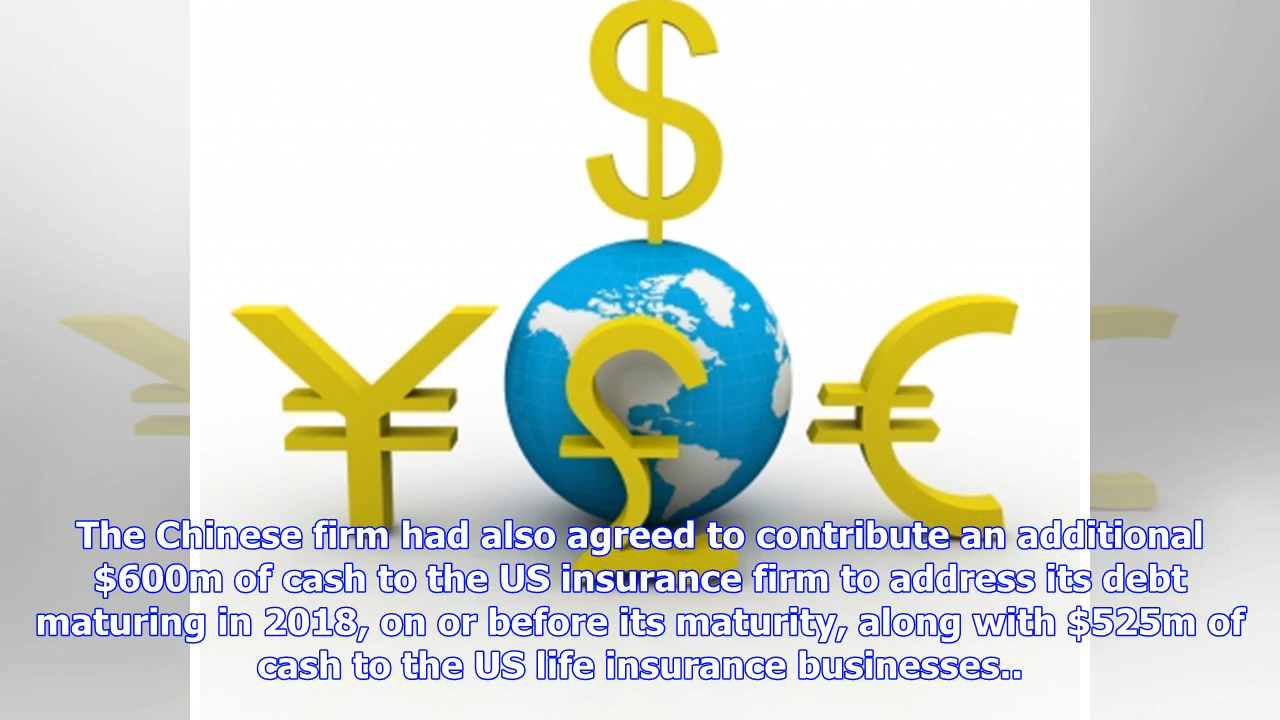 $
¥ £ €
The Chinese firm had also agreed to contribute an additional
$600m of cash to the US insurance firm to address its debt
maturing in 2018, on or before its maturity, along with $525m of
cash to the US life insurance businesses..